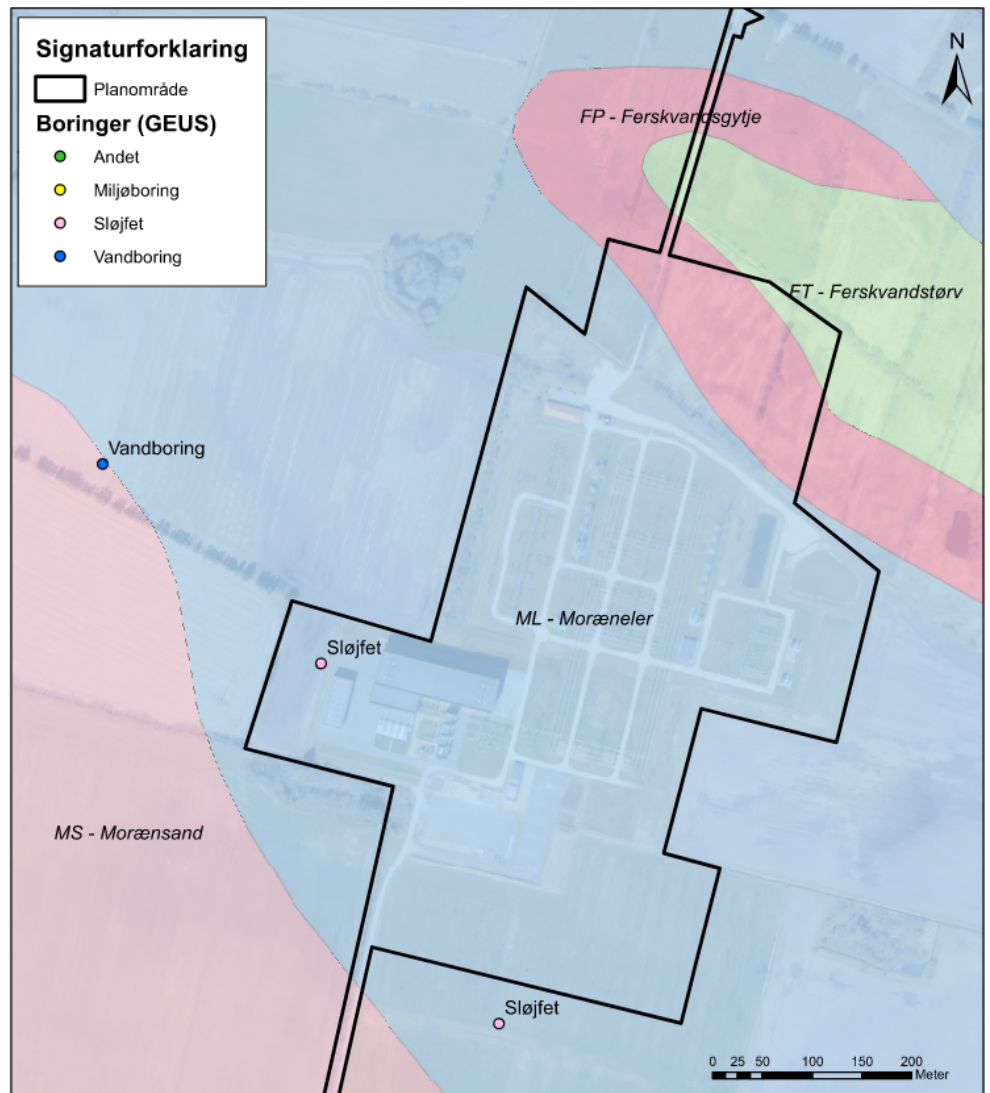 Signaturforklaring
Planområde
Boringer (GEUS)
Andet
Miljøboring
Sløjfet
Vandboring
N
FP - Ferskvandsgytje
FT - Ferskvandstørv
Vandboring
ML - Moræneler
Sløjfet
MS - Morænsand
Sløjfet
0 25 50 100 150 200
Meter